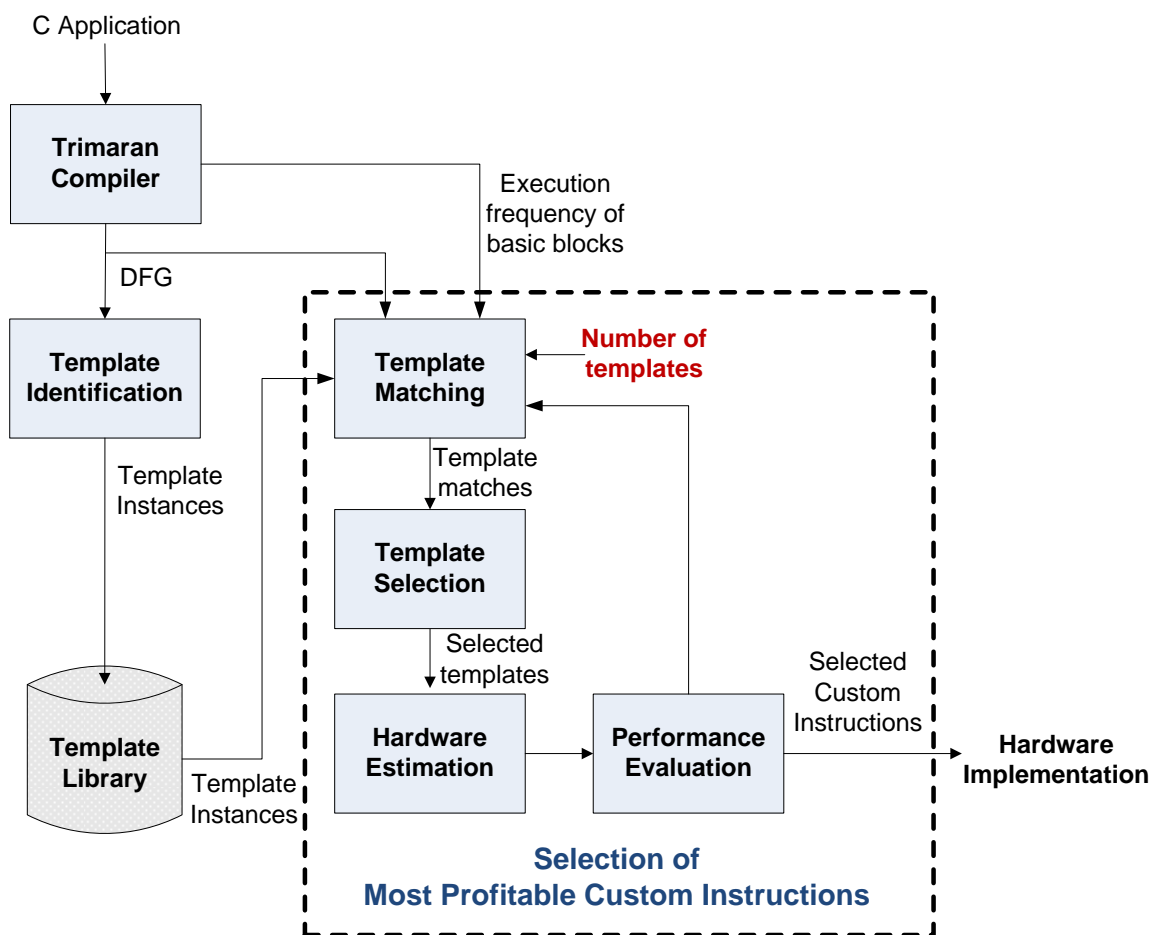 C Application
Trimaran
Compiler
Execution
frequency of
basic blocks
DFG
Template
Identification
Template
Matching
Number of
templates
Template
Instances
Template
matches
Template
Selection
Selected
templates
Selected
Custom
Instructions
Template
Library
Template
Instances
Hardware
Estimation
Performance
Evaluation
Hardware
Implementation
Selection of
Most Profitable Custom Instructions